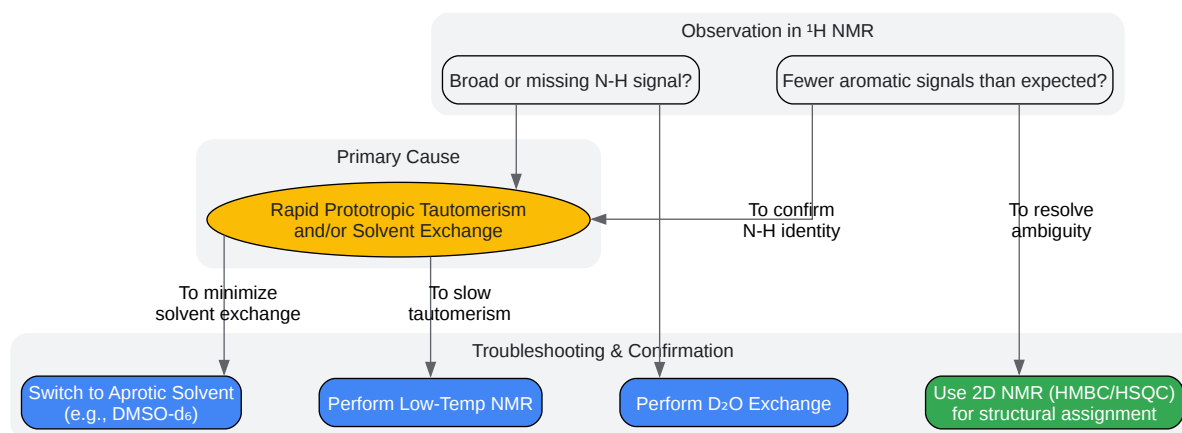 Observation in ¹H NMR
Broad or missing N-H signal?
Fewer aromatic signals than expected?
Primary Cause
Rapid Prototropic Tautomerism
and/or Solvent Exchange
To confirm
N-H identity
To resolve
ambiguity
To minimize
solvent exchange
To slow
tautomerism
Troubleshooting & Confirmation
Switch to Aprotic Solvent
(e.g., DMSO-d₆)
Perform Low-Temp NMR
Perform D₂O Exchange
Use 2D NMR (HMBC/HSQC)
for structural assignment